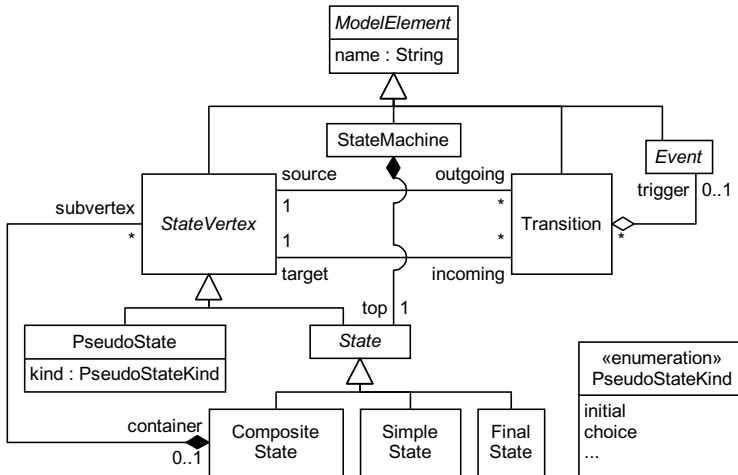 ModelElement
name : String
StateMachine
Event
source
outgoing
trigger
0..1
subvertex
*
StateVertex
1
*
Transition
*
1
*
target
incoming
top
1
PseudoState
kind : PseudoStateKind
State
«enumeration»
PseudoStateKind
initial
choice
...
container
0..1
Composite
State
Simple
State
Final
State